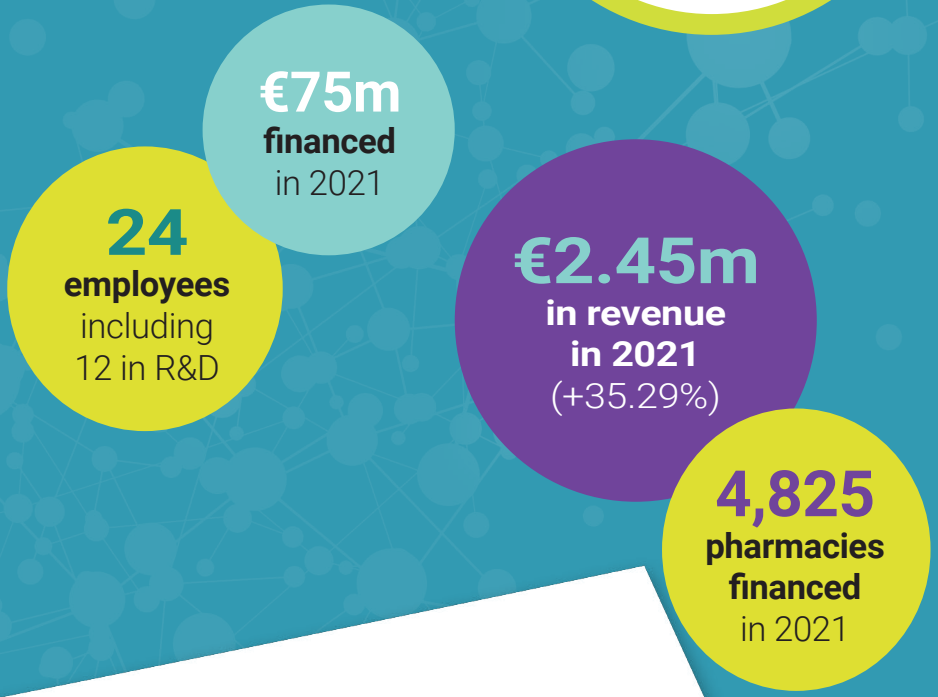 €75m
financed
in 2021
24
employees
including
12 in R&D
€2.45m
in revenue
in 2021
(+35.29%)
4,825
pharmacies
financed
in 2021